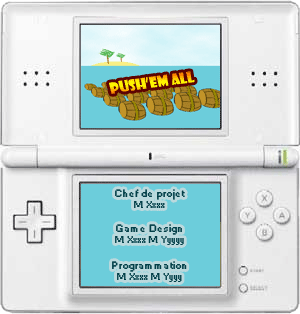 PUSH'EM ALL
Chef de projet
M Xxxx
Game Design
M Xxxx M Yyyyy
Programmation
M Xxxx M Yyyy
X
Y
A
B
START
SELECT